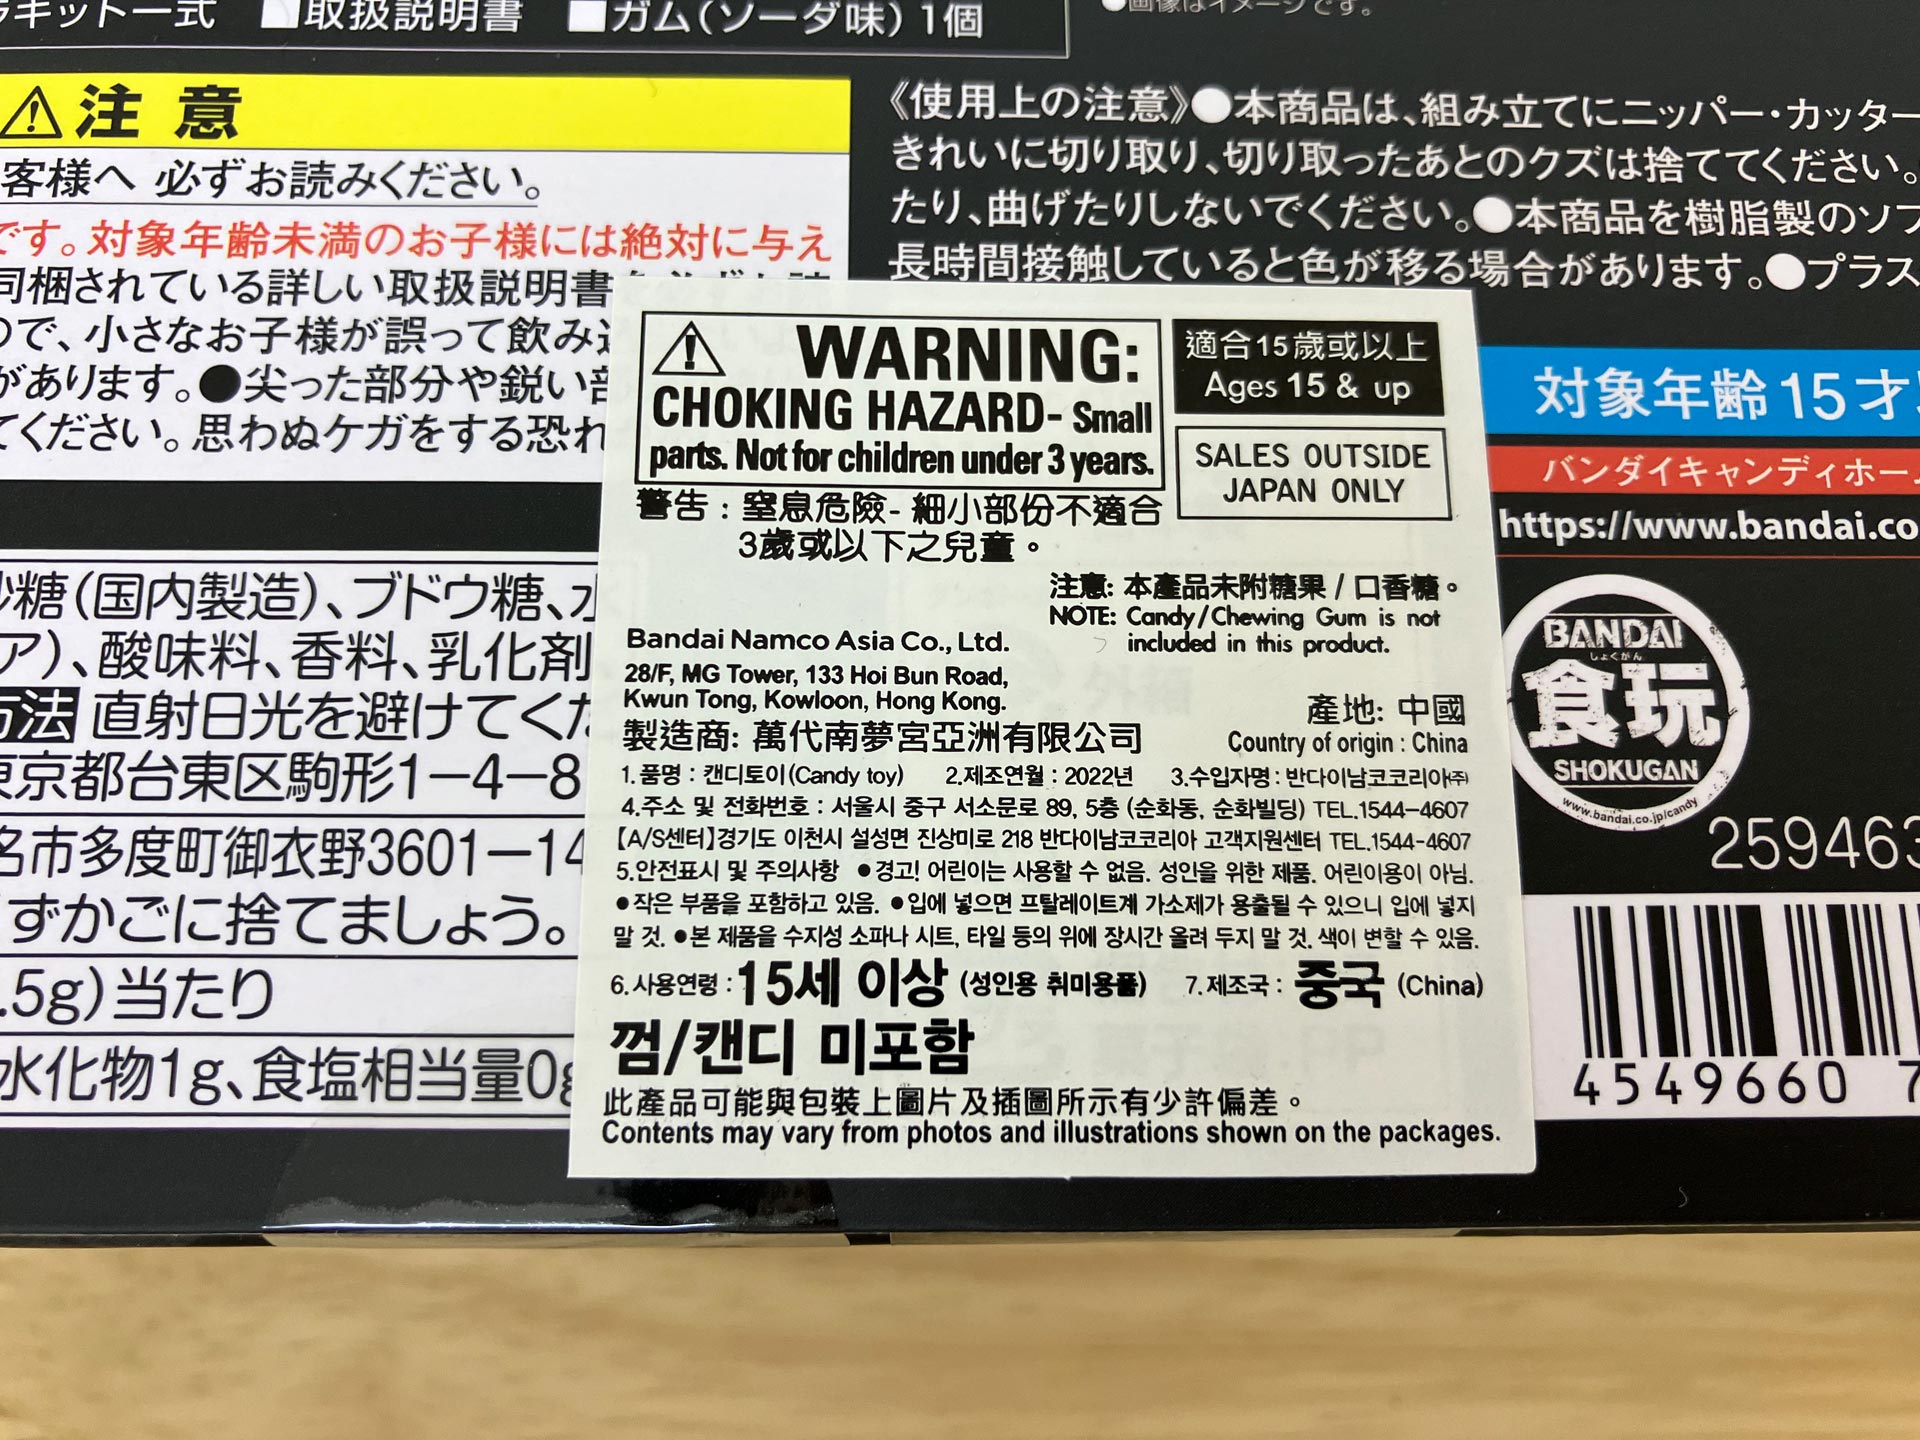 ラキット一式 ■取扱説明書 ■ガム(ソーダ味)1個
●画像はイメージです。
⚠注意
客様へ 必ずお読みください。
です。対象年齢未満のお子様には絶対に与え
同梱されている詳しい取扱説明書
ので、小さなお子様が誤って飲み込
があります。●尖った部分や鋭い部
てください。思わぬケガをする恐れ
《使用上の注意》●本商品は、組み立てにニッパー・カッター
きれいに切り取り、切り取ったあとのクズは捨ててください。
たり、曲げたりしないでください。●本商品を樹脂製のソフ
長時間接触していると色が移る場合があります。●プラス
対象年齢15才
バンダイキャンディホー
https://www.bandai.co
BANDAI
しょくがん
食玩
SHOKUGAN
www.bandai.co.jp/candy
259463
4549660 7
砂糖(国内製造)、ブドウ糖、水
ア)、酸味料、香料、乳化剤
方法 直射日光を避けてくだ
東京都台東区駒形1-4-8
名市多度町御衣野3601-14
くずかごに捨てましょう。
.5g)当たり
水化物1g、食塩相当量0g
⚠ WARNING:
CHOKING HAZARD- Small
parts. Not for children under 3 years.
警告：窒息危險- 細小部份不適合
3歲或以下之兒童。
適合15歲或以上
Ages 15 & up
SALES OUTSIDE
JAPAN ONLY
注意: 本產品未附糖果 / 口香糖。
NOTE: Candy/Chewing Gum is not
included in this product.
Bandai Namco Asia Co., Ltd.
28/F, MG Tower, 133 Hoi Bun Road,
Kwun Tong, Kowloon, Hong Kong.
製造商: 萬代南夢宮亞洲有限公司
產地: 中國
Country of origin : China
1.품명 : 캔디토이(Candy toy) 2.제조연월 : 2022년 3.수입자명 : 반다이남코코리아㈜
4.주소 및 전화번호 : 서울시 중구 서소문로 89, 5층 (순화동, 순화빌딩) TEL.1544-4607
【A/S센터】경기도 이천시 설성면 진상미로 218 반다이남코코리아 고객지원센터 TEL.1544-4607
5.안전표시 및 주의사항 ●경고! 어린이는 사용할 수 없음. 성인을 위한 제품. 어린이용이 아님.
●작은 부품을 포함하고 있음. ●입에 넣으면 프탈레이트계 가소제가 용출될 수 있으니 입에 넣지
말 것. ●본 제품을 수지성 소파나 시트, 타일 등의 위에 장시간 올려 두지 말 것. 색이 변할 수 있음.
6.사용연령 : 15세 이상 (성인용 취미용품) 7.제조국 : 중국 (China)
껌/캔디 미포함
此產品可能與包裝上圖片及插圖所示有少許偏差。
Contents may vary from photos and illustrations shown on the packages.